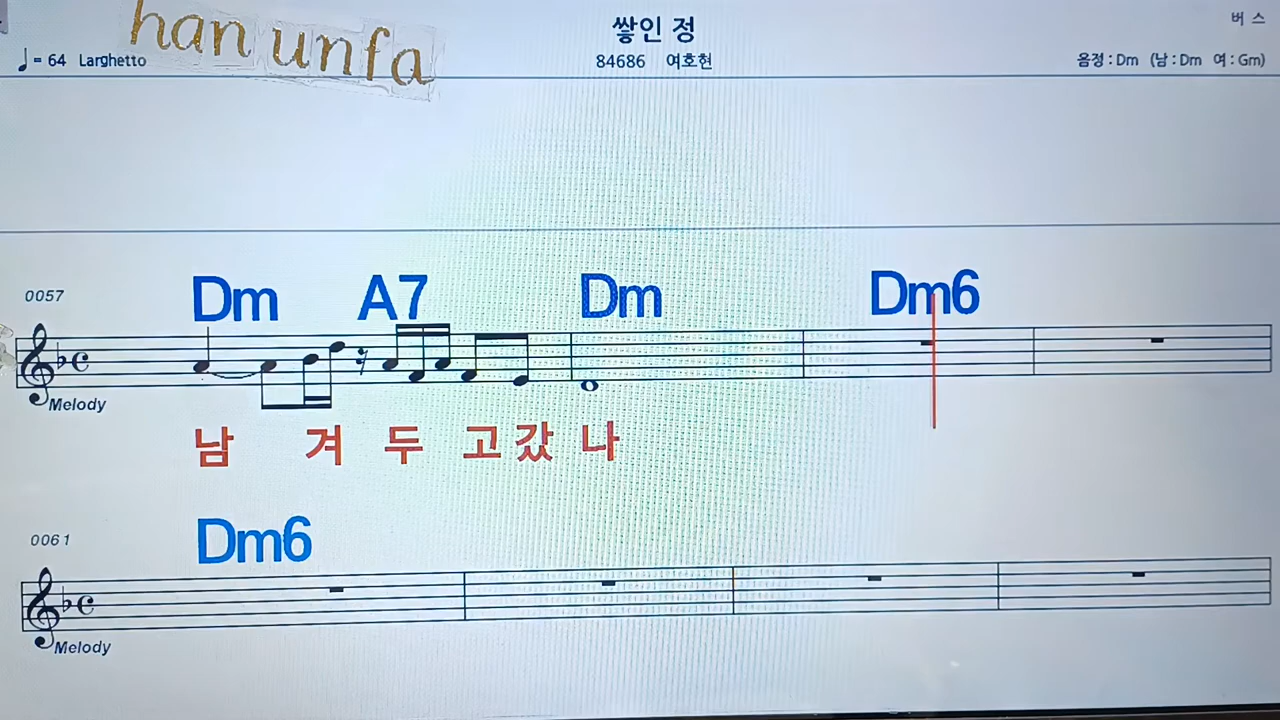 han unfa
쌓인 정
버스
♩= 64 Larghetto
84686 여호현
음정 : Dm (남 : Dm 여 : Gm)
0057
Dm A7 Dm Dm6
Melody
남 겨 두 고 갔 나
0061
Dm6
Melody